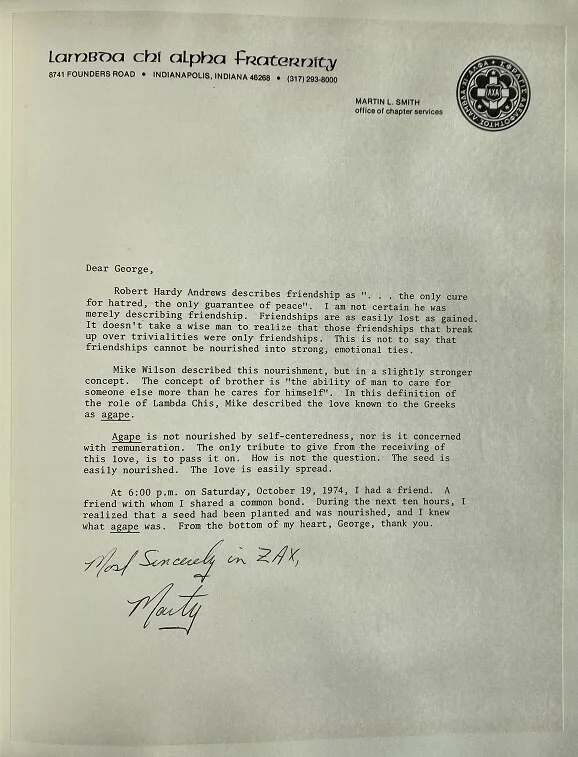 Lambda chi alpha Fraternity
8741 FOUNDERS ROAD • INDIANAPOLIS, INDIANA 46268 • (317) 293-8000
MARTIN L. SMITH
office of chapter services
ΑΧΑ
Dear George,
Robert Hardy Andrews describes friendship as ". . . the only cure
for hatred, the only guarantee of peace". I am not certain he was
merely describing friendship. Friendships are as easily lost as gained.
It doesn't take a wise man to realize that those friendships that break
up over trivialities were only friendships. This is not to say that
friendships cannot be nourished into strong, emotional ties.
Mike Wilson described this nourishment, but in a slightly stronger
concept. The concept of brother is "the ability of man to care for
someone else more than he cares for himself". In this definition of
the role of Lambda Chis, Mike described the love known to the Greeks
as agape.
Agape is not nourished by self-centeredness, nor is it concerned
with remuneration. The only tribute to give from the receiving of
this love, is to pass it on. How is not the question. The seed is
easily nourished. The love is easily spread.
At 6:00 p.m. on Saturday, October 19, 1974, I had a friend. A
friend with whom I shared a common bond. During the next ten hours, I
realized that a seed had been planted and was nourished, and I knew
what agape was. From the bottom of my heart, George, thank you.
Most Sincerely in ZAX,
Marty